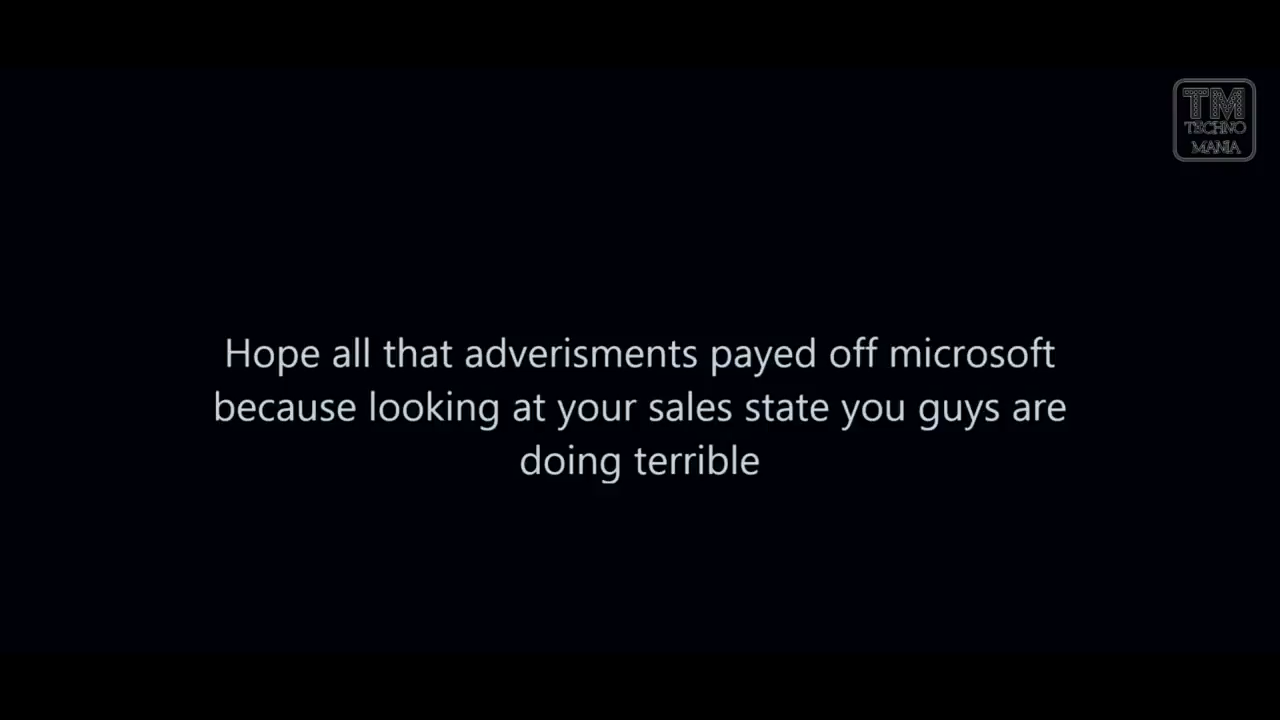 TM
TECHNO
MANIA
Hope all that adverisments payed off microsoft
because looking at your sales state you guys are
doing terrible